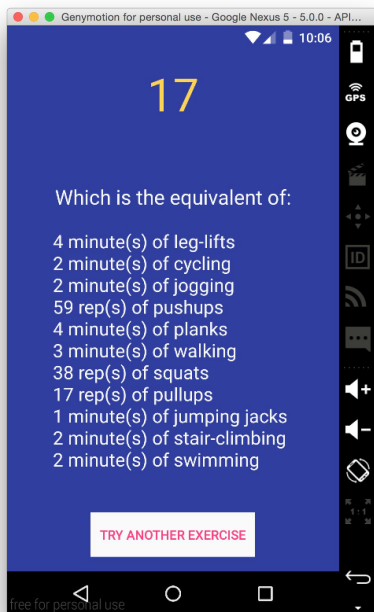 Genymotion for personal use - Google Nexus 5 - 5.0.0 - API...
10:06
17
GPS
Which is the equivalent of:
4 minute(s) of leg-lifts
2 minute(s) of cycling
2 minute(s) of jogging
59 rep(s) of pushups
4 minute(s) of planks
3 minute(s) of walking
38 rep(s) of squats
17 rep(s) of pullups
1 minute(s) of jumping jacks
2 minute(s) of stair-climbing
2 minute(s) of swimming
ID
1:1
TRY ANOTHER EXERCISE
free for personal use